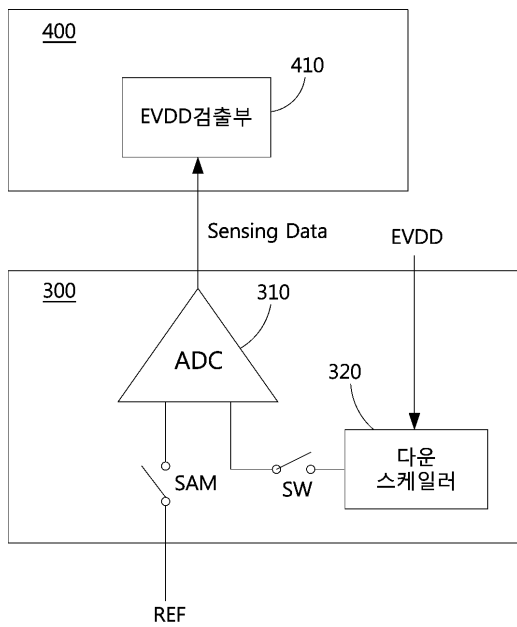 400
410
EVDD검출부
Sensing Data
EVDD
300
310
ADC
320
다운
스케일러
SAM
SW
REF